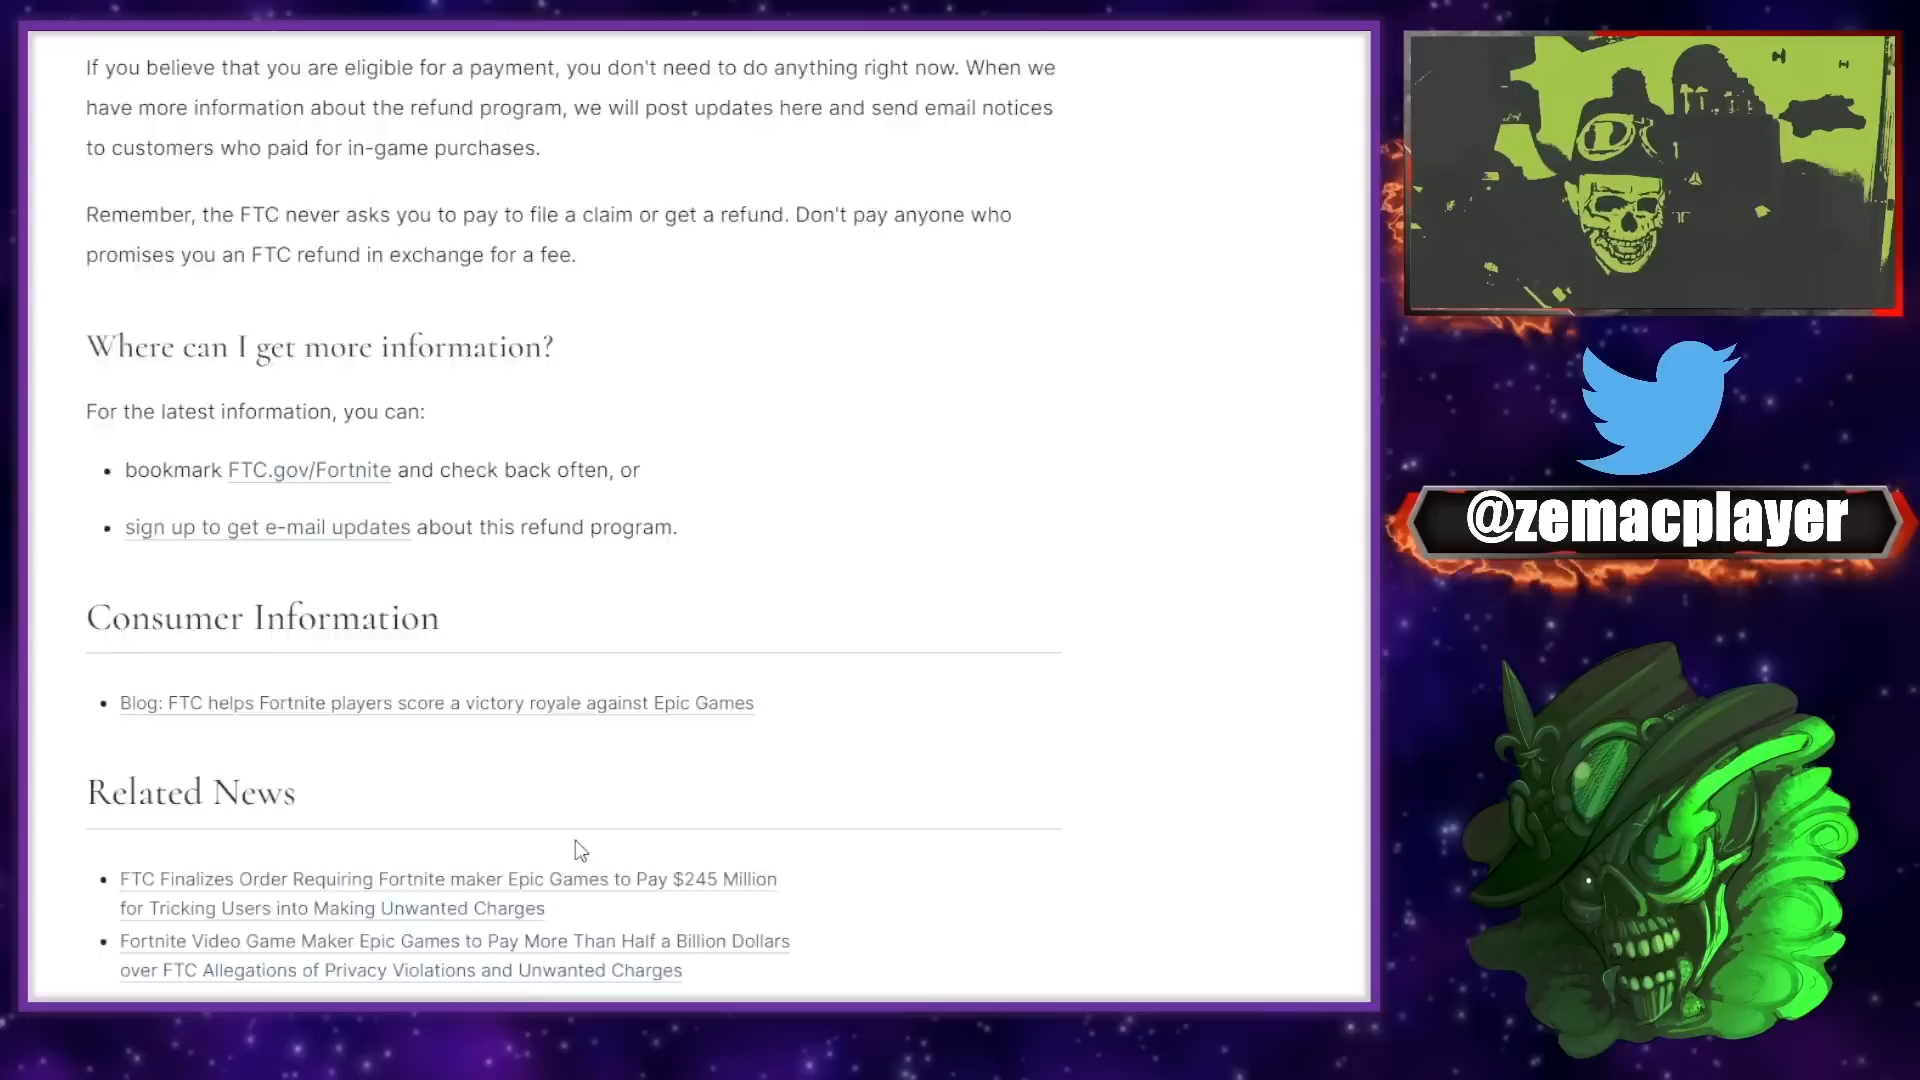 If you believe that you are eligible for a payment, you don't need to do anything right now. When we
have more information about the refund program, we will post updates here and send email notices
to customers who paid for in-game purchases.
Remember, the FTC never asks you to pay to file a claim or get a refund. Don't pay anyone who
promises you an FTC refund in exchange for a fee.
Where can I get more information?
For the latest information, you can:
• bookmark FTC.gov/Fortnite and check back often, or
• sign up to get e-mail updates about this refund program.
Consumer Information
• Blog: FTC helps Fortnite players score a victory royale against Epic Games
Related News
• FTC Finalizes Order Requiring Fortnite maker Epic Games to Pay $245 Million
for Tricking Users into Making Unwanted Charges
• Fortnite Video Game Maker Epic Games to Pay More Than Half a Billion Dollars
over FTC Allegations of Privacy Violations and Unwanted Charges
@zemacplayer